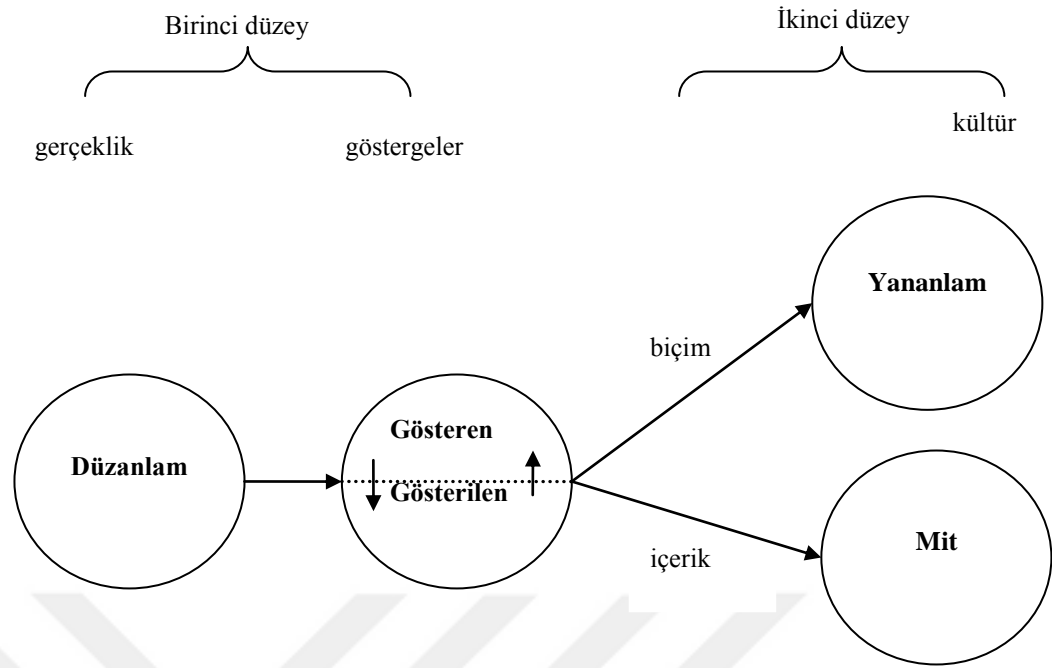 Birinci düzey
İkinci düzey
gerçeklik
göstergeler
kültür
Yananlam
biçim
Gösteren
Düzanlam
Gösterilen
Mit
içerik